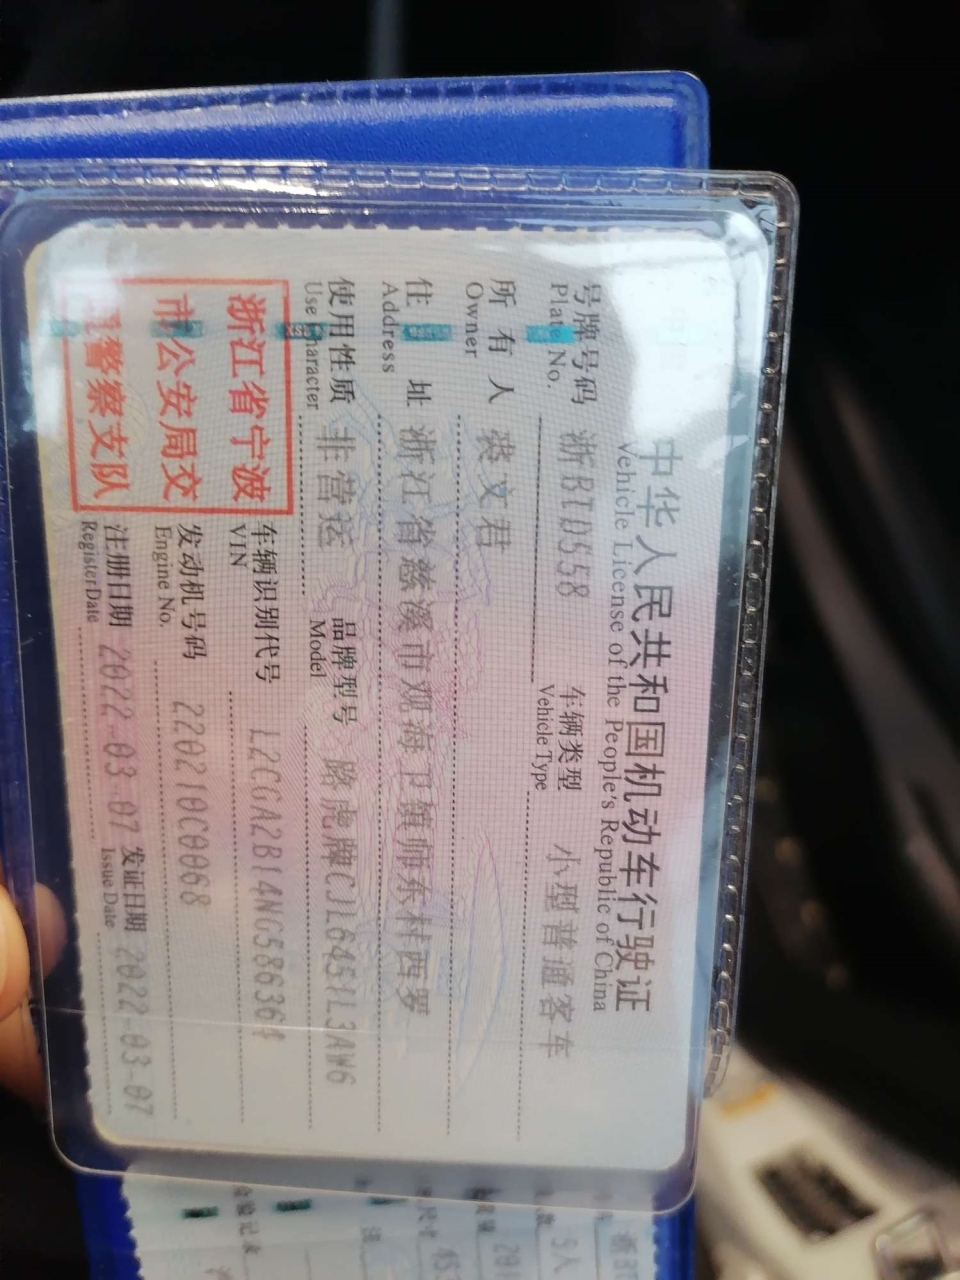 中华人民共和国机动车行驶证
Vehicle License of the People's Republic of China
号牌号码 浙BTD558 车辆类型 小型普通客车
Plate No. Vehicle Type
所有人 裘文君
Owner
住址 浙江省慈溪市观海卫镇师东村西罗
Address
使用性质 非营运 品牌型号 路虎牌CJL6451L3AW6
Use Character Model
浙江省宁波
市公安局交
警察支队
车辆识别代号 L2CGA2BI4NG586361
VIN
发动机号码 220210C0068
Engine No.
注册日期 2022-03-07 发证日期 2022-03-07
Register Date Issue Date
5人